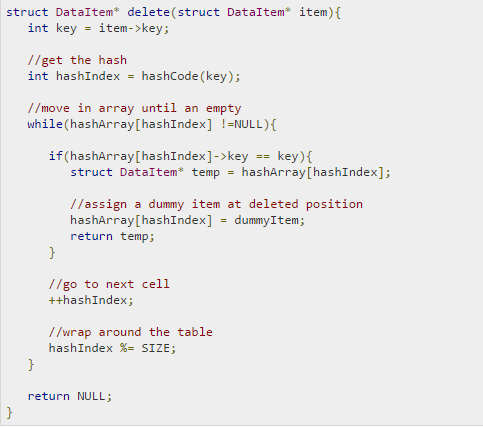 struct DataItem* delete(struct DataItem* item){
   int key = item->key;

   //get the hash
   int hashIndex = hashCode(key);

   //move in array until an empty
   while(hashArray[hashIndex] !=NULL){

      if(hashArray[hashIndex]->key == key){
         struct DataItem* temp = hashArray[hashIndex];

         //assign a dummy item at deleted position
         hashArray[hashIndex] = dummyItem;
         return temp;
      }

      //go to next cell
      ++hashIndex;

      //wrap around the table
      hashIndex %= SIZE;
   }

   return NULL;
}